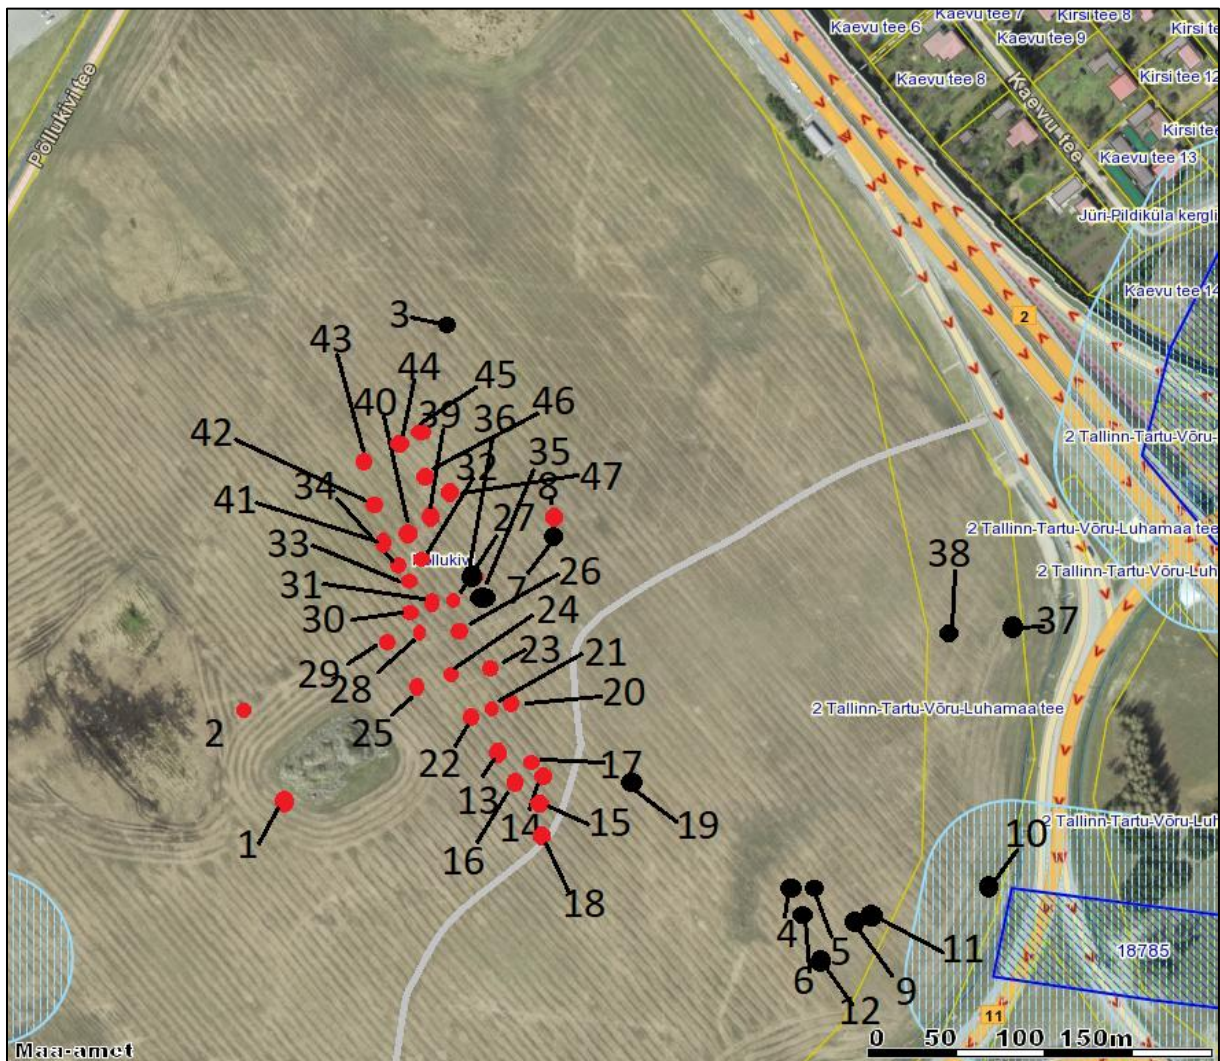 Kaevu tee 7
Kirsi 8
Kaevu tee 6
Kaevu tee 9
Kirsi te
Kaevu tee 8
Kirsi tee 12
Põllukivi tee
Kaevu tee
Kirsi tee
Kaevu tee 13
Jüri-Pildiküla kergli
Kaevu tee 14
3
2
43
44
45
40
39
36
46
42
32
35
2 Tallinn-Tartu-Võru-
34
8
47
41
27
2 Tallinn-Tartu-Võru-Luhamaa tee
33
38
2 Tallinn-Tartu-Võru-Luh
31
7
26
30
24
37
29
28
23
21
20
2
25
2 Tallinn-Tartu-Võru-Luhamaa tee
22
17
13
14
15
19
1
16
10
2 Tallinn-Tartu-Võru-Luh
18
4
5
11
18785
6
9
12
11
0 50 100 150m
Maa-amet